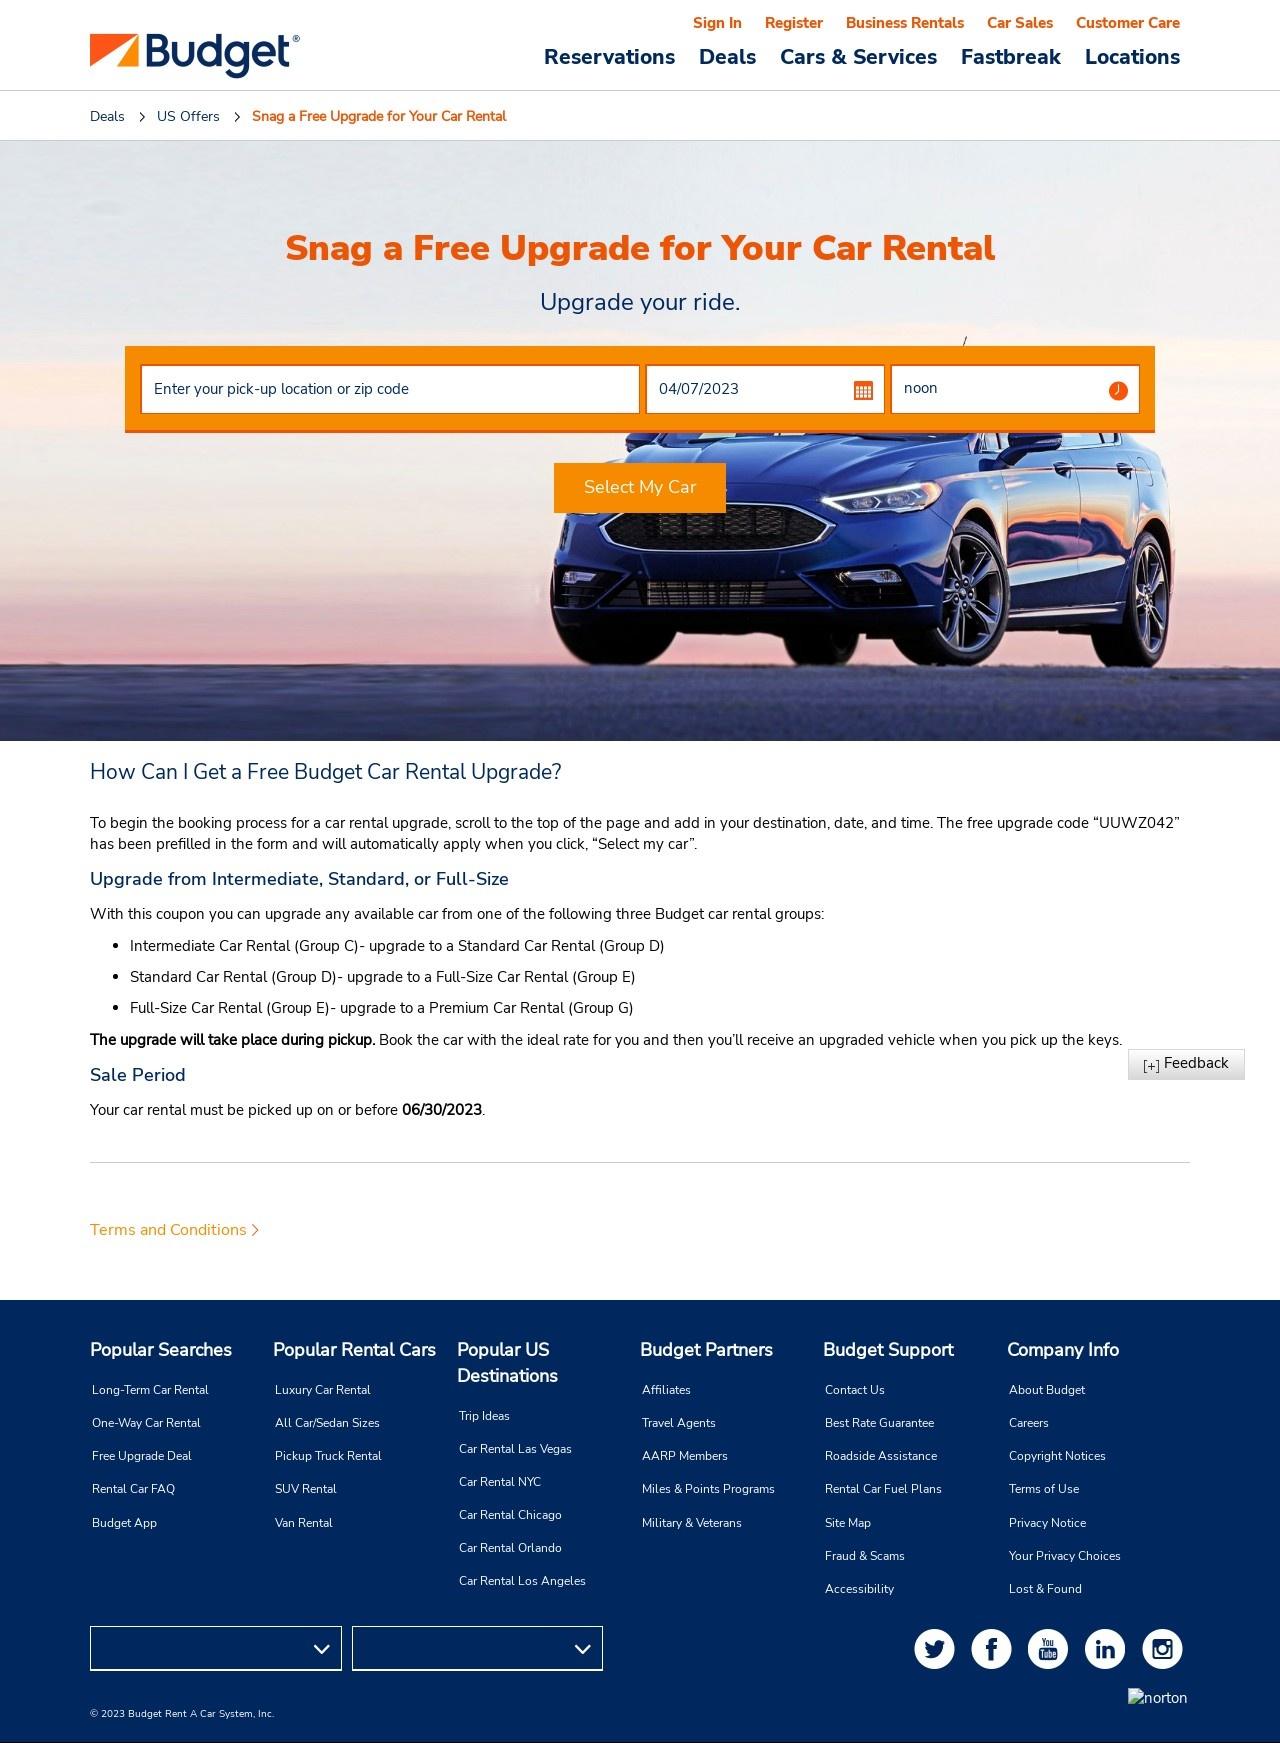 Sign In Register Business Rentals Car Sales Customer Care
Budget®
Reservations Deals Cars & Services Fastbreak Locations
Deals US Offers Snag a Free Upgrade for Your Car Rental
Snag a Free Upgrade for Your Car Rental
Upgrade your ride.
/
Enter your pick-up location or zip code 04/07/2023 noon
Select My Car
How Can I Get a Free Budget Car Rental Upgrade?
To begin the booking process for a car rental upgrade, scroll to the top of the page and add in your destination, date, and time. The free upgrade code “UUWZ042”
has been prefilled in the form and will automatically apply when you click, “Select my car”.
Upgrade from Intermediate, Standard, or Full-Size
With this coupon you can upgrade any available car from one of the following three Budget car rental groups:
• Intermediate Car Rental (Group C)- upgrade to a Standard Car Rental (Group D)
• Standard Car Rental (Group D)- upgrade to a Full-Size Car Rental (Group E)
• Full-Size Car Rental (Group E)- upgrade to a Premium Car Rental (Group G)
The upgrade will take place during pickup. Book the car with the ideal rate for you and then you’ll receive an upgraded vehicle when you pick up the keys.
[+] Feedback
Sale Period
Your car rental must be picked up on or before 06/30/2023.
Terms and Conditions
Popular Searches
Long-Term Car Rental
One-Way Car Rental
Free Upgrade Deal
Rental Car FAQ
Budget App
Popular Rental Cars
Luxury Car Rental
All Car/Sedan Sizes
Pickup Truck Rental
SUV Rental
Van Rental
Popular US
Destinations
Trip Ideas
Car Rental Las Vegas
Car Rental NYC
Car Rental Chicago
Car Rental Orlando
Car Rental Los Angeles
Budget Partners
Affiliates
Travel Agents
AARP Members
Miles & Points Programs
Military & Veterans
Budget Support
Contact Us
Best Rate Guarantee
Roadside Assistance
Rental Car Fuel Plans
Site Map
Fraud & Scams
Accessibility
Company Info
About Budget
Careers
Copyright Notices
Terms of Use
Privacy Notice
Your Privacy Choices
Lost & Found
You
Tube
in
norton
© 2023 Budget Rent A Car System, Inc.